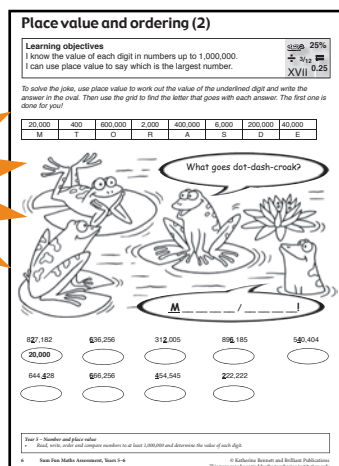 Place value and ordering (2)
Learning objectives
I know the value of each digit in numbers up to 1,000,000.
I can use place value to say which is the largest number.
25%
÷ 3/12 =
XVII 0.25
To solve the joke, use place value to work out the value of the underlined digit and write the
answer in the oval. Then use the grid to find the letter that goes with each answer. The first one is
done for you!
20,000 400 600,000 2,000 400,000 6,000 200,000 40,000
M T O R A S D E
What goes dot-dash-croak?
M _ _ _ _ / _ _ _ _!
827,182 636,256 312,005 896,185 540,404
20,000
644,428 666,256 454,545 222,222
Year 5 – Number and place value
• Read, write, order and compare numbers to at least 1,000,000 and determine the value of each digit.
6 Sum Fun Maths Assessment, Years 5–6 © Katherine Bennett and Brilliant Publications